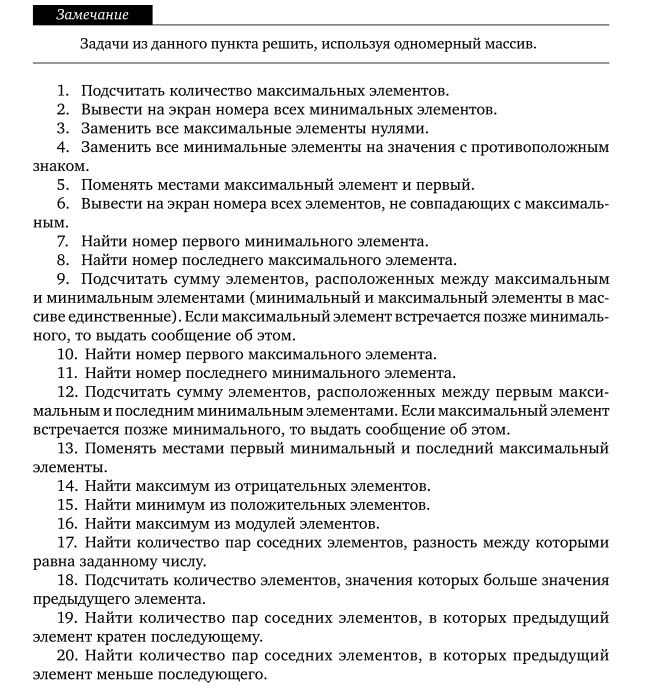 Замечание
Задачи из данного пункта решить, используя одномерный массив.
1. Подсчитать количество максимальных элементов.
2. Вывести на экран номера всех минимальных элементов.
3. Заменить все максимальные элементы нулями.
4. Заменить все минимальные элементы на значения с противоположным
знаком.
5. Поменять местами максимальный элемент и первый.
6. Вывести на экран номера всех элементов, не совпадающих с максималь-
ным.
7. Найти номер первого минимального элемента.
8. Найти номер последнего максимального элемента.
9. Подсчитать сумму элементов, расположенных между максимальным
и минимальным элементами (минимальный и максимальный элементы в мас-
сиве единственные). Если максимальный элемент встречается позже минималь-
ного, то выдать сообщение об этом.
10. Найти номер первого максимального элемента.
11. Найти номер последнего минимального элемента.
12. Подсчитать сумму элементов, расположенных между первым макси-
мальным и последним минимальным элементами. Если максимальный элемент
встречается позже минимального, то выдать сообщение об этом.
13. Поменять местами первый минимальный и последний максимальный
элементы.
14. Найти максимум из отрицательных элементов.
15. Найти минимум из положительных элементов.
16. Найти максимум из модулей элементов.
17. Найти количество пар соседних элементов, разность между которыми
равна заданному числу.
18. Подсчитать количество элементов, значения которых больше значения
предыдущего элемента.
19. Найти количество пар соседних элементов, в которых предыдущий
элемент кратен последующему.
20. Найти количество пар соседних элементов, в которых предыдущий
элемент меньше последующего.